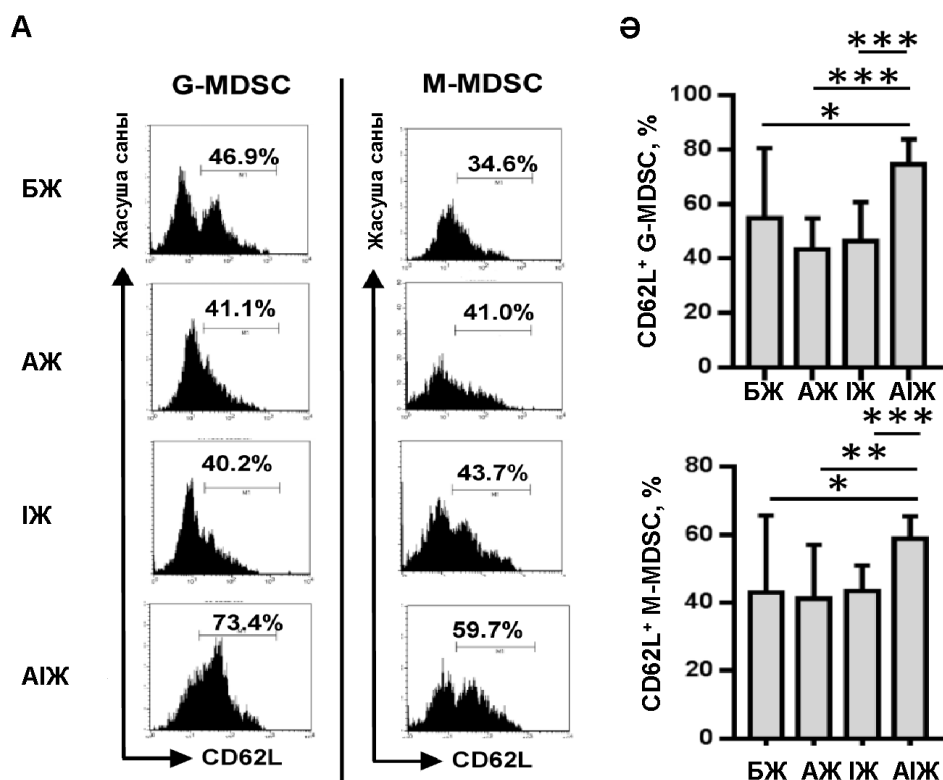 А
G-MDSC
M-MDSC
Жасуша саны
Жасуша саны
БЖ
46.9%
34.6%
АЖ
41.1%
41.0%
ІЖ
40.2%
43.7%
АІЖ
73.4%
59.7%
CD62L
CD62L
Ә
***
***
*
CD62L⁺ G-MDSC, %
100
80
60
40
20
0
БЖ АЖ ІЖ АІЖ
***
**
*
CD62L⁺ M-MDSC, %
80
60
40
20
0
БЖ АЖ ІЖ АІЖ